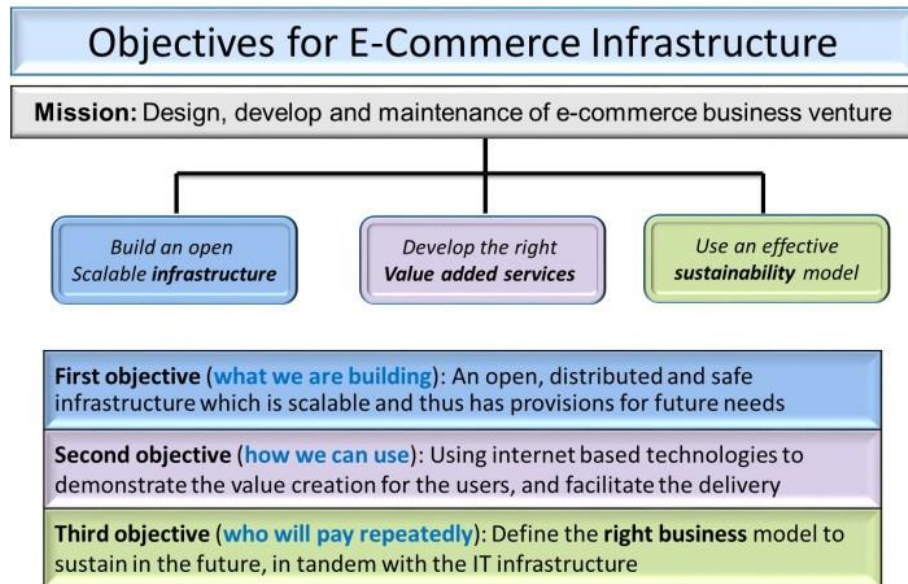 Objectives for E-Commerce Infrastructure
Mission: Design, develop and maintenance of e-commerce business venture
Build an open
Scalable infrastructure
Develop the right
Value added services
Use an effective
sustainability model
First objective (what we are building): An open, distributed and safe
infrastructure which is scalable and thus has provisions for future needs
Second objective (how we can use): Using internet based technologies to
demonstrate the value creation for the users, and facilitate the delivery
Third objective (who will pay repeatedly): Define the right business model to
sustain in the future, in tandem with the IT infrastructure